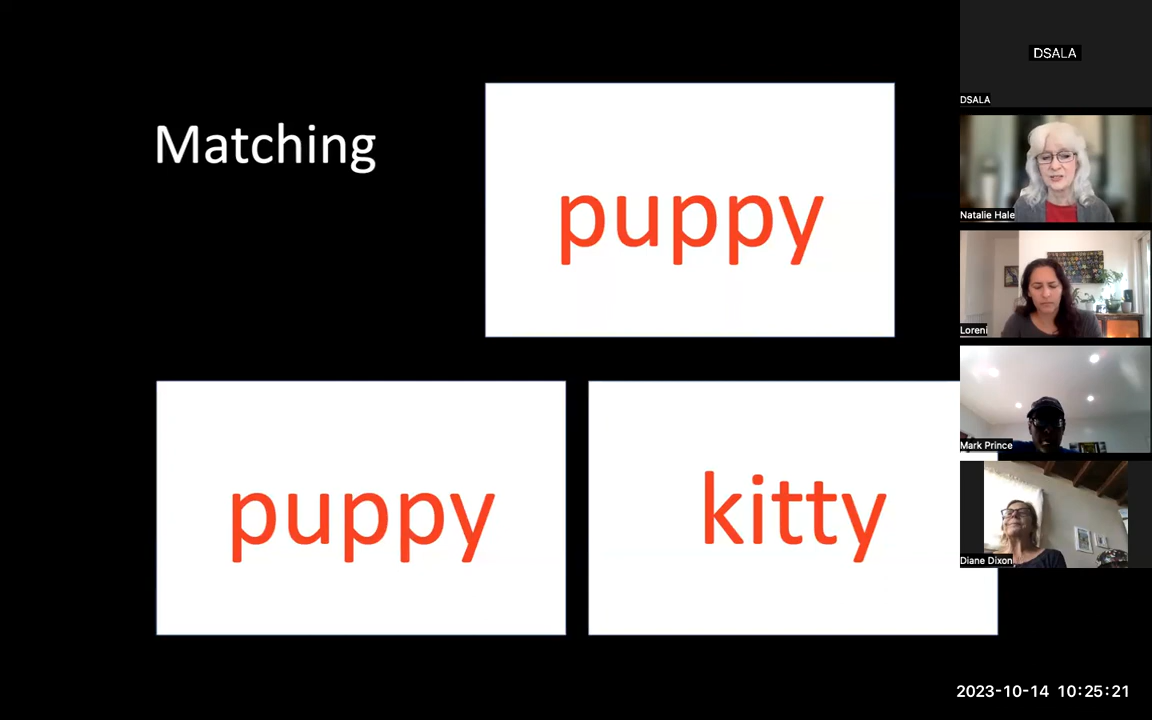 Matching
puppy
puppy
kitty
DSALA
DSALA
Natalie Hale
Loreni
Mark Prince
Diane Dixon
2023-10-14 10:25:21